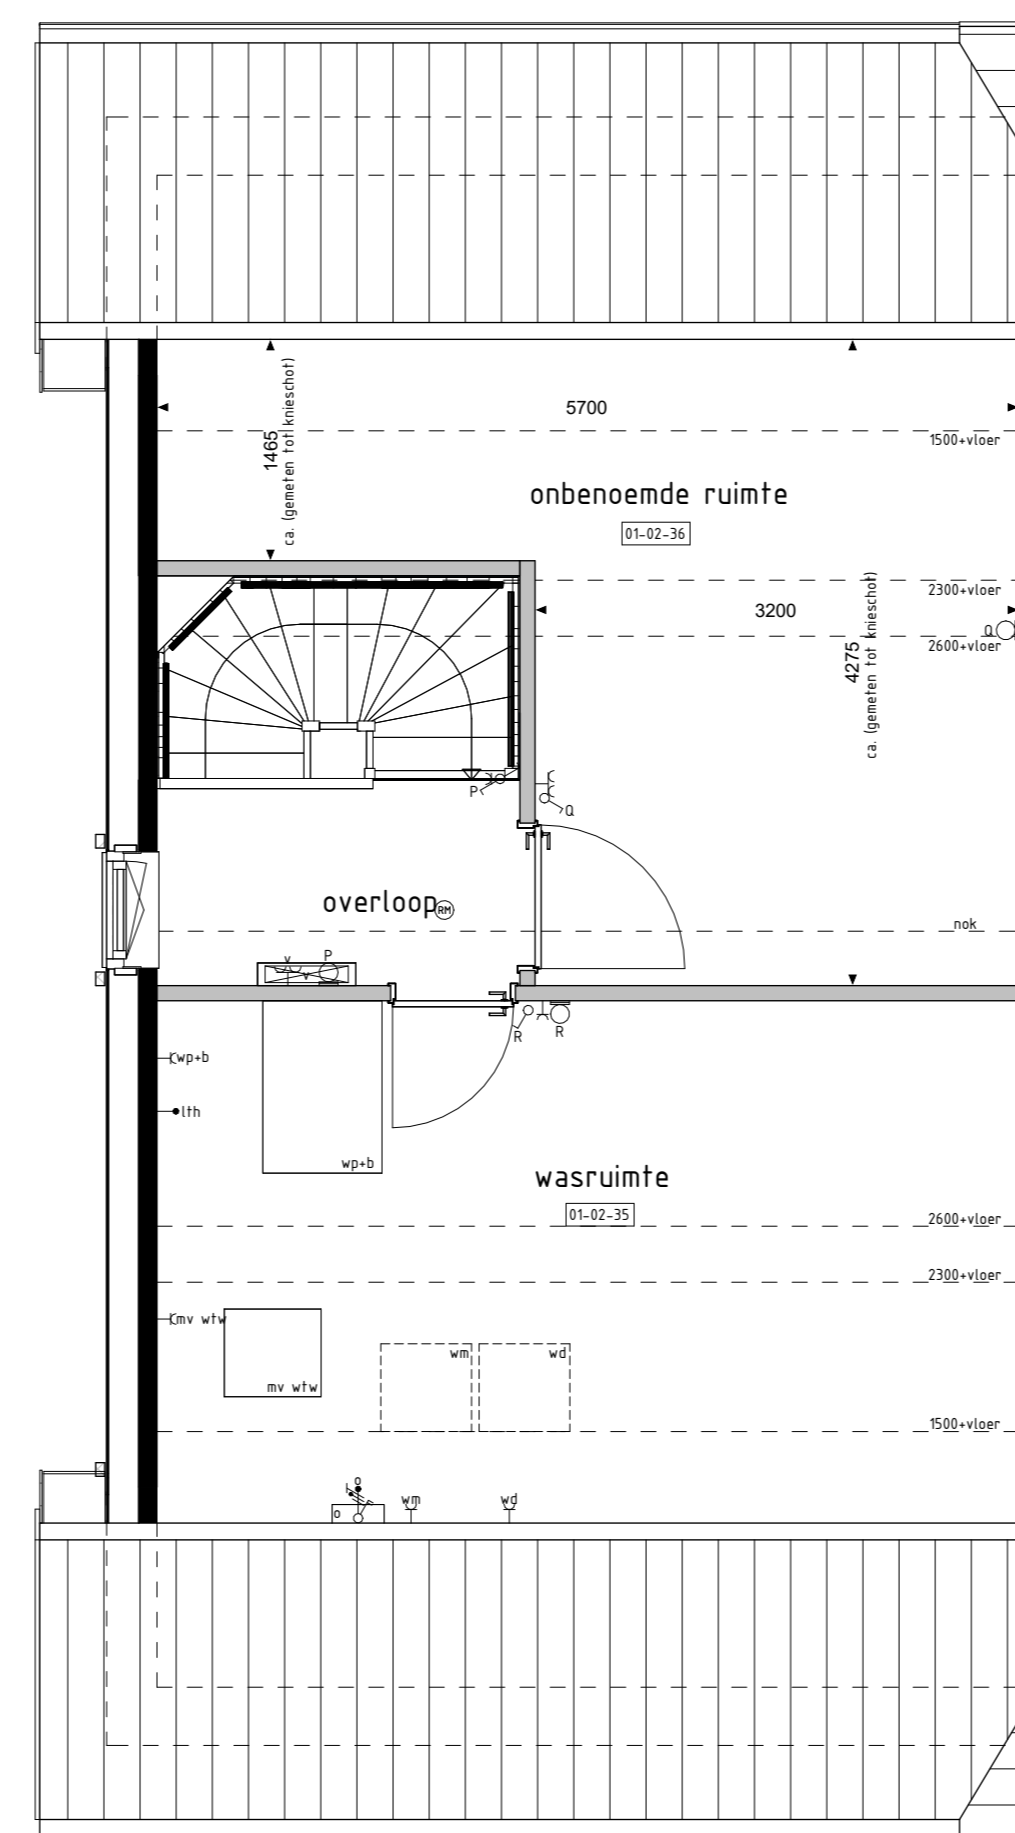 5700
1465
ca. (gemeten tot knieschot)
1500+vloer
onbenoemde ruimte
01-02-36
2300+vloer
3200
Q
2600+vloer
4275
ca. (gemeten tot knieschot)
P
Q
overloop
RM
nok
v
P
v
R
R
wp+b
lth
wp+b
wasruimte
01-02-35
2600+vloer
2300+vloer
mv wtw
mv wtw
wm
wd
1500+vloer
o
o
wm
wd